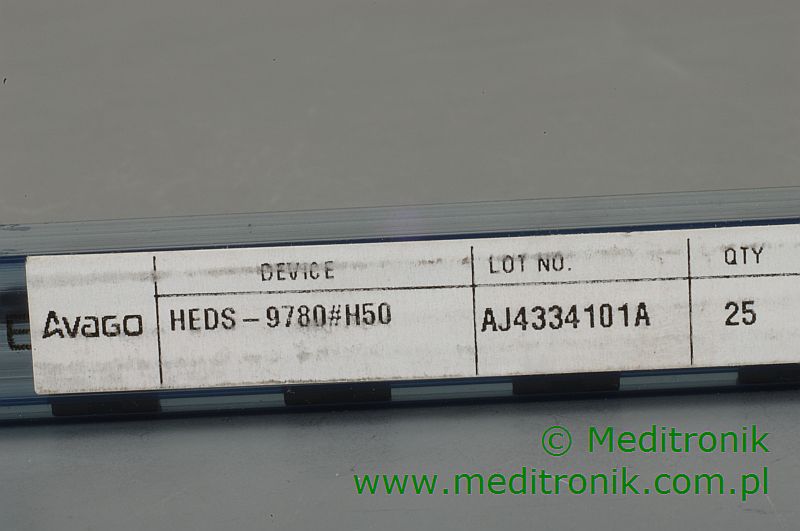 DEVICE LOT NO. QTY
AVAGO HEDS-9780#H50 AJ4334101A 25
© Meditronik
www.meditronik.com.pl